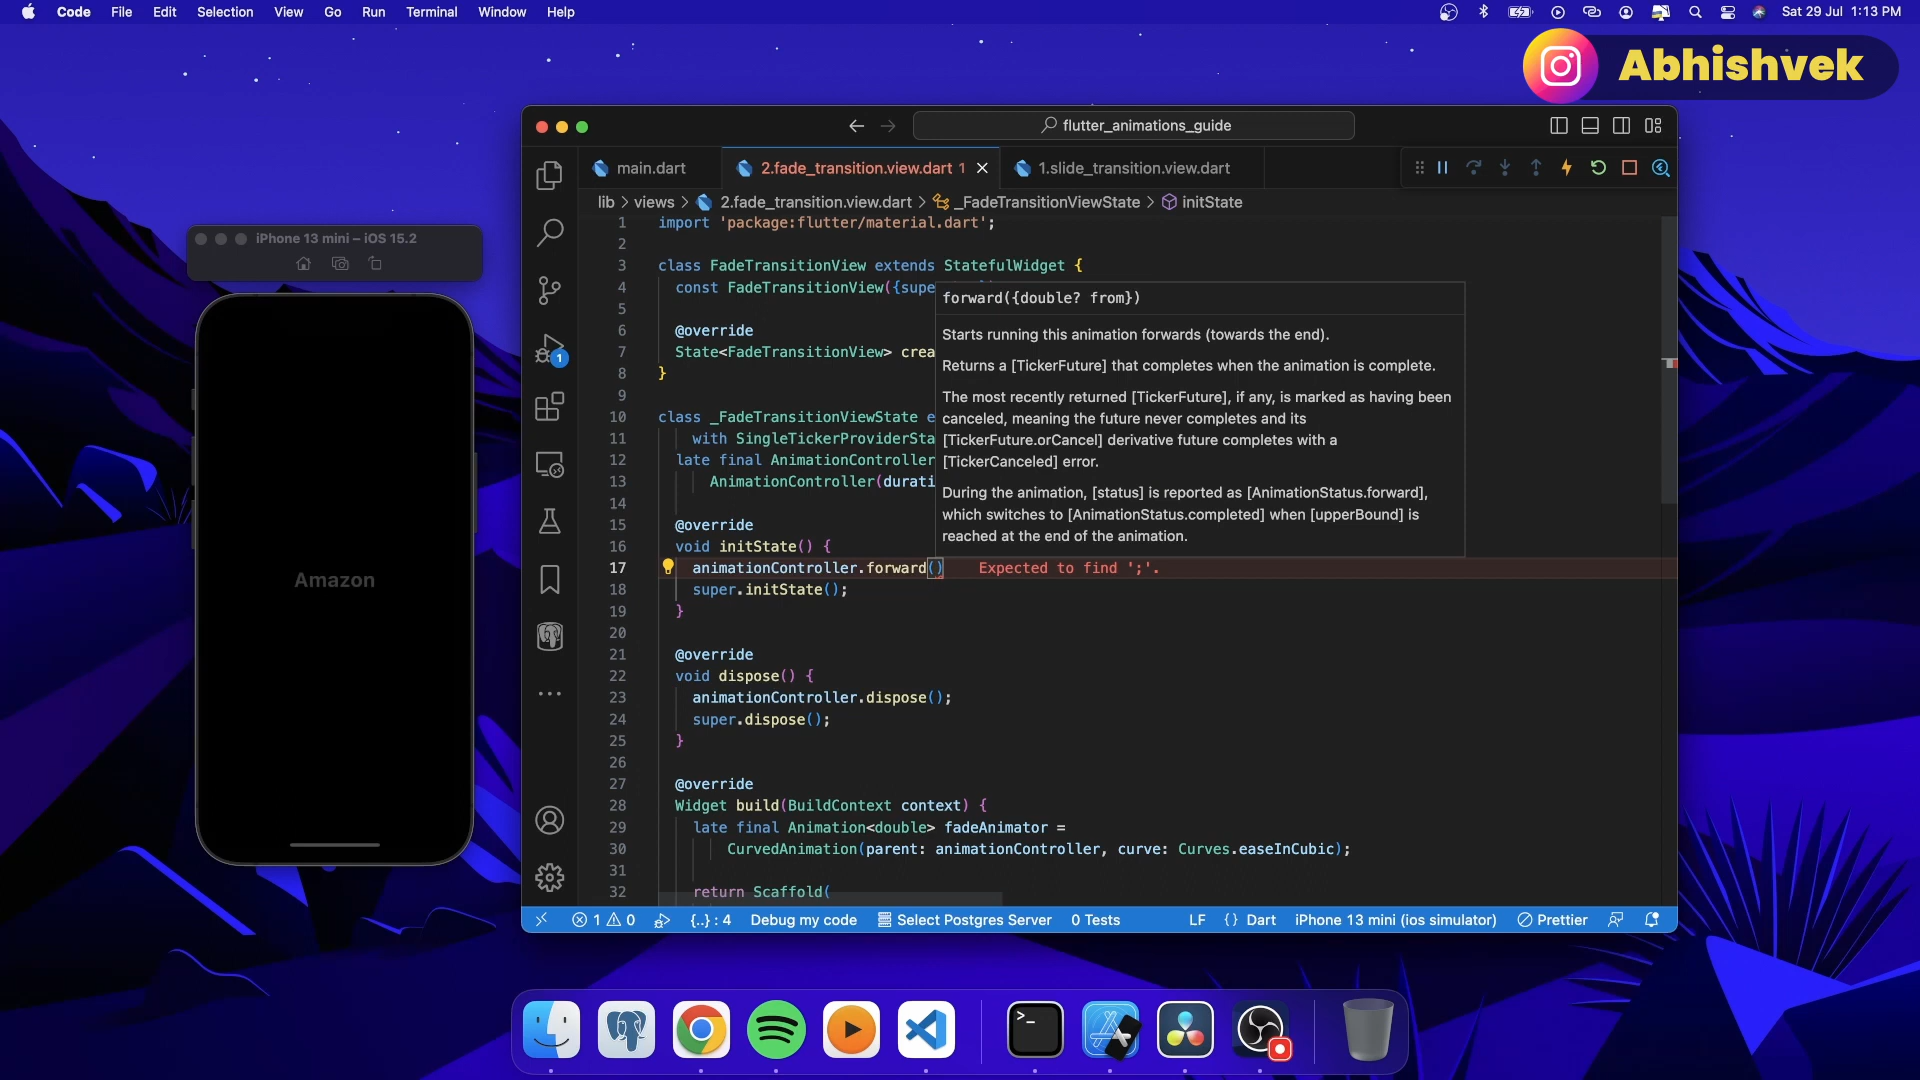 Code File Edit Selection View Go Run Terminal Window Help
Sat 29 Jul 1:13 PM
Abhishvek
flutter_animations_guide
main.dart
2.fade_transition.view.dart 1
1.slide_transition.view.dart
lib > views > 2.fade_transition.view.dart > _FadeTransitionViewState > initState
iPhone 13 mini – iOS 15.2
Amazon
1 import 'package:flutter/material.dart';
2
3 class FadeTransitionView extends StatefulWidget {
4 const FadeTransitionView({supe
5
6 @override
7 State<FadeTransitionView> crea
8 }
9
10 class _FadeTransitionViewState e
11 with SingleTickerProviderSta
12 late final AnimationController
13 AnimationController(durati
14
15 @override
16 void initState() {
17 animationController.forward() Expected to find ';'.
18 super.initState();
19 }
20
21 @override
22 void dispose() {
23 animationController.dispose();
24 super.dispose();
25 }
26
27 @override
28 Widget build(BuildContext context) {
29 late final Animation<double> fadeAnimator =
30 CurvedAnimation(parent: animationController, curve: Curves.easeInCubic);
31
32 return Scaffold(
forward({double? from})
Starts running this animation forwards (towards the end).
Returns a [TickerFuture] that completes when the animation is complete.
The most recently returned [TickerFuture], if any, is marked as having been
canceled, meaning the future never completes and its
[TickerFuture.orCancel] derivative future completes with a
[TickerCanceled] error.
During the animation, [status] is reported as [AnimationStatus.forward],
which switches to [AnimationStatus.completed] when [upperBound] is
reached at the end of the animation.
1
1 0 {..} : 4 Debug my code Select Postgres Server 0 Tests LF {} Dart iPhone 13 mini (ios simulator) Prettier